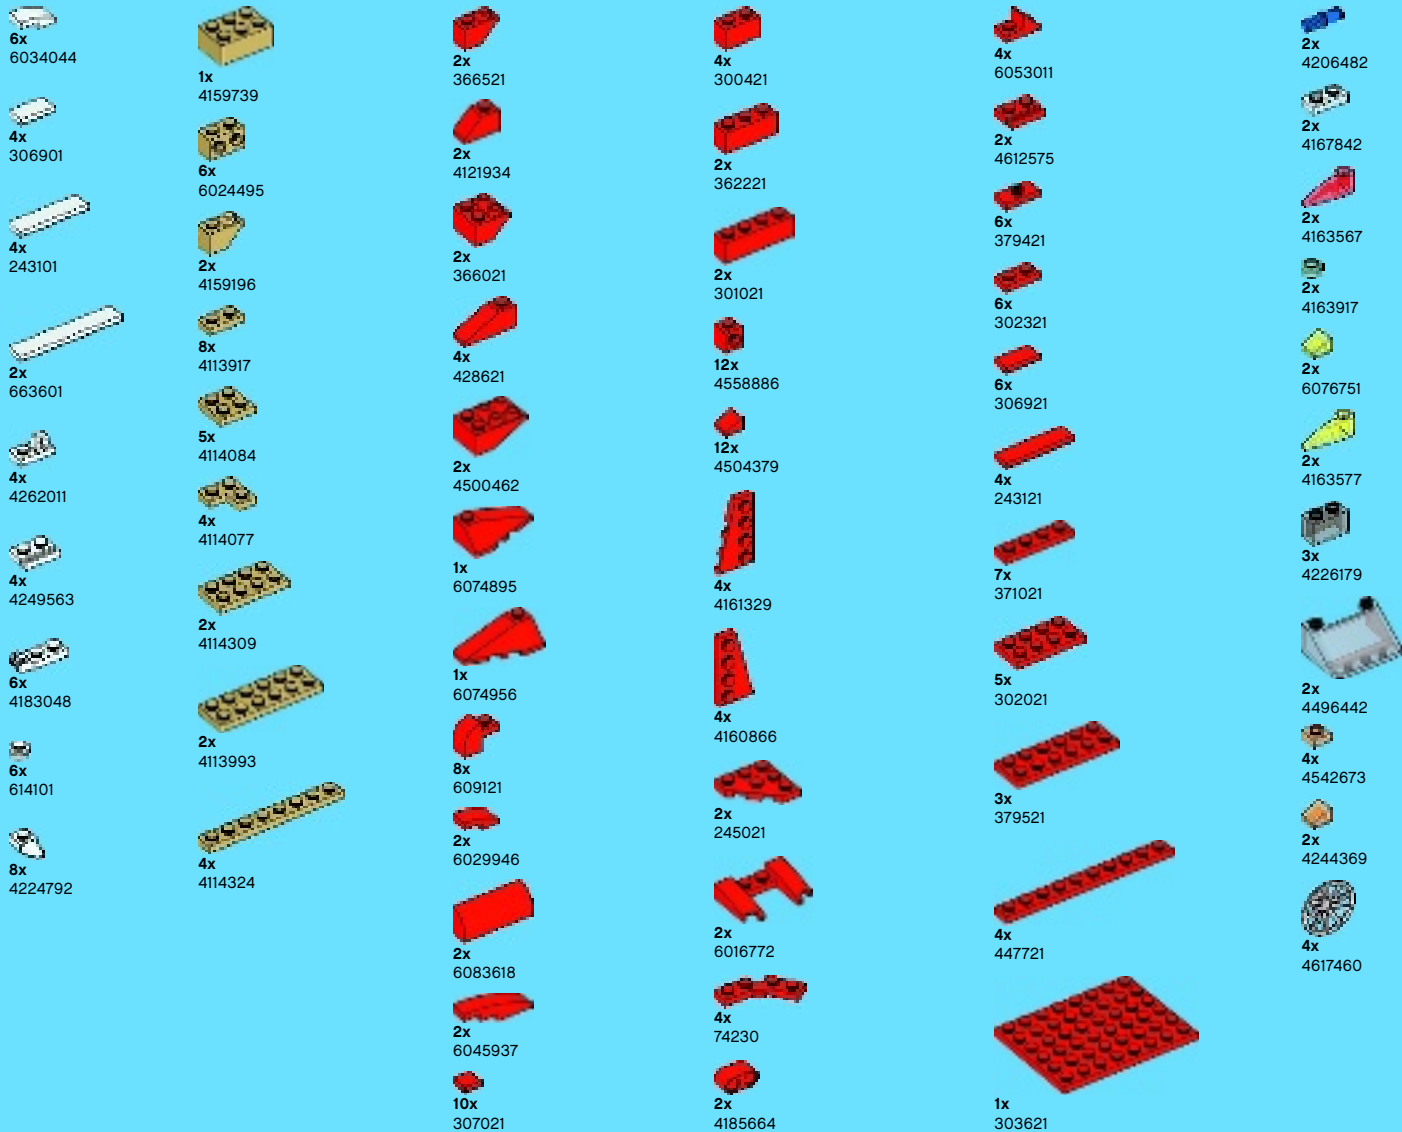 6x
6034044
4x
306901
4x
243101
2x
663601
4x
4262011
4x
4249563
6x
4183048
6x
614101
8x
4224792
1x
4159739
6x
6024495
2x
4159196
8x
4113917
5x
4114084
4x
4114077
2x
4114309
2x
4113993
4x
4114324
2x
366521
2x
4121934
2x
366021
4x
428621
2x
4500462
1x
6074895
1x
6074956
8x
609121
2x
6029946
2x
6083618
2x
6045937
10x
307021
4x
300421
2x
362221
2x
301021
12x
4558886
12x
4504379
4x
4161329
4x
4160866
2x
245021
2x
6016772
4x
74230
2x
4185664
4x
6053011
2x
4612575
6x
379421
6x
302321
6x
306921
4x
243121
7x
371021
5x
302021
3x
379521
4x
447721
1x
303621
2x
4206482
2x
4167842
2x
4163567
2x
4163917
2x
6076751
2x
4163577
3x
4226179
2x
4496442
4x
4542673
2x
4244369
4x
4617460